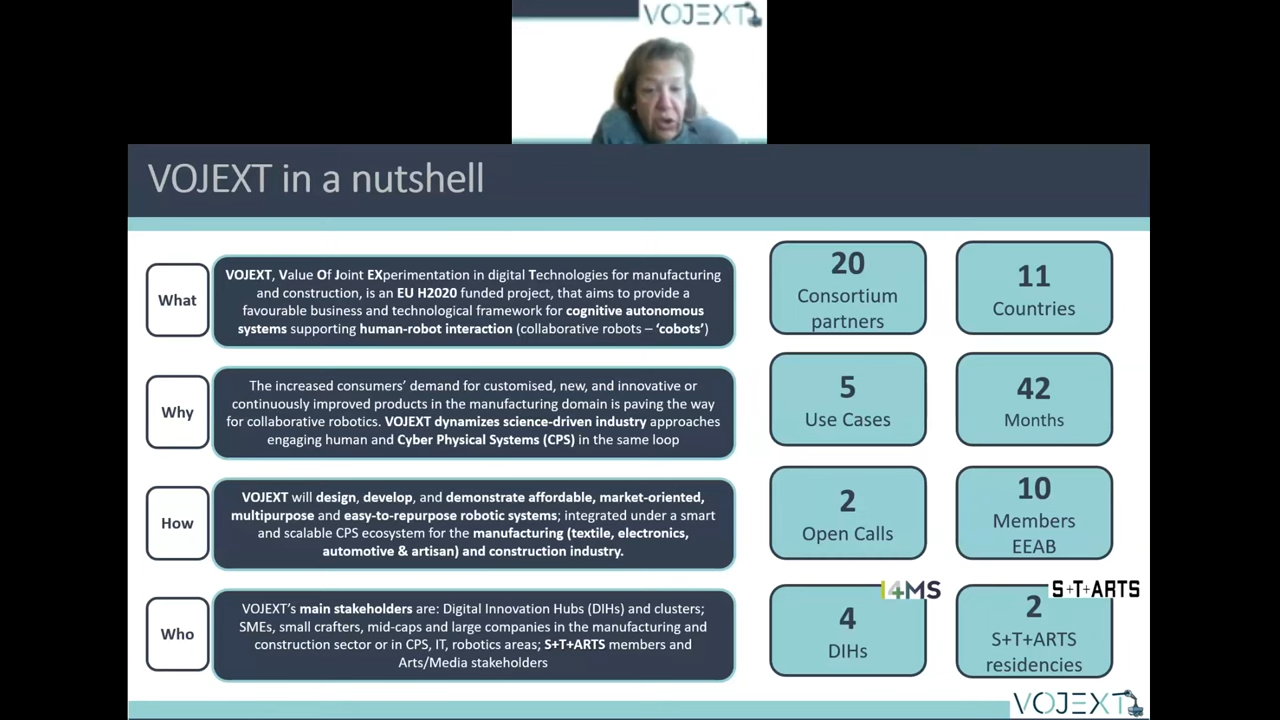 VOJEXT
VOJEXT in a nutshell
What
VOJEXT, Value Of Joint EXperimentation in digital Technologies for manufacturing
and construction, is an EU H2020 funded project, that aims to provide a
favourable business and technological framework for cognitive autonomous
systems supporting human-robot interaction (collaborative robots – ‘cobots’)
20
Consortium
partners
11
Countries
Why
The increased consumers’ demand for customised, new, and innovative or
continuously improved products in the manufacturing domain is paving the way
for collaborative robotics. VOJEXT dynamizes science-driven industry approaches
engaging human and Cyber Physical Systems (CPS) in the same loop
5
Use Cases
42
Months
How
VOJEXT will design, develop, and demonstrate affordable, market-oriented,
multipurpose and easy-to-repurpose robotic systems; integrated under a smart
and scalable CPS ecosystem for the manufacturing (textile, electronics,
automotive & artisan) and construction industry.
2
Open Calls
10
Members
EEAB
Who
VOJEXT’s main stakeholders are: Digital Innovation Hubs (DIHs) and clusters;
SMEs, small crafters, mid-caps and large companies in the manufacturing and
construction sector or in CPS, IT, robotics areas; S+T+ARTS members and
Arts/Media stakeholders
I4MS
4
DIHs
S+T+ARTS
2
S+T+ARTS
residencies
VOJEXT